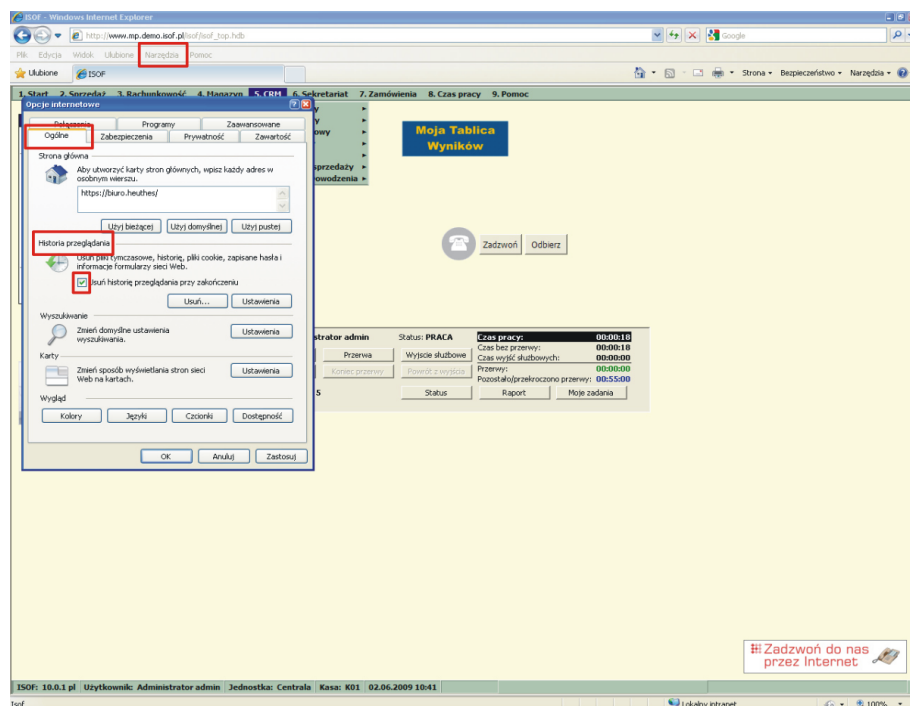 ISOF - Windows Internet Explorer
http://www.mp.demo.isof.pl/isof/isof_top.hdb
Google
Plik Edycja Widok Ulubione Narzędzia Pomoc
Ulubione ISOF
Strona Bezpieczeństwo Narzędzia
1. Start 2. Sprzedaż 3. Rachunkowość 4. Magazyn 5. CRM 6. Sekretariat 7. Zamówienia 8. Czas pracy 9. Pomoc
Opcje internetowe
Połączenia Programy Zaawansowane
Ogólne Zabezpieczenia Prywatność Zawartość
Strona główna
Aby utworzyć karty stron głównych, wpisz każdy adres w
osobnym wierszu.
https://biuro.heuthes/
Użyj bieżącej Użyj domyślnej Użyj pustej
Historia przeglądania
Usuń pliki tymczasowe, historię, pliki cookie, zapisane hasła i
informacje formularzy sieci Web.
Usuń historię przeglądania przy zakończeniu
Usuń... Ustawienia
Wyszukiwanie
Zmień domyślne ustawienia
wyszukiwania.
Ustawienia
Karty
Zmień sposób wyświetlania stron sieci
Web na kartach.
Ustawienia
Wygląd
Kolory Języki Czcionki Dostępność
OK Anuluj Zastosuj
y
y
owy
sprzedaży
owodzenia
Moja Tablica
Wyników
Zadzwoń Odbierz
strator admin Status: PRACA Czas pracy: 00:00:18
Czas bez przerwy: 00:00:18
Przerwa Wyjście służbowe Czas wyjść służbowych: 00:00:00
Koniec przerwy Powrót z wyjścia Przerwy: 00:00:00
Pozostało/przekroczono przerwy: 00:55:00
5 Status Raport Moje zadania
Zadzwoń do nas
przez Internet
ISOF: 10.0.1 pl Użytkownik: Administrator admin Jednostka: Centrala Kasa: K01 02.06.2009 10:41
Isof Lokalny intranet 100%